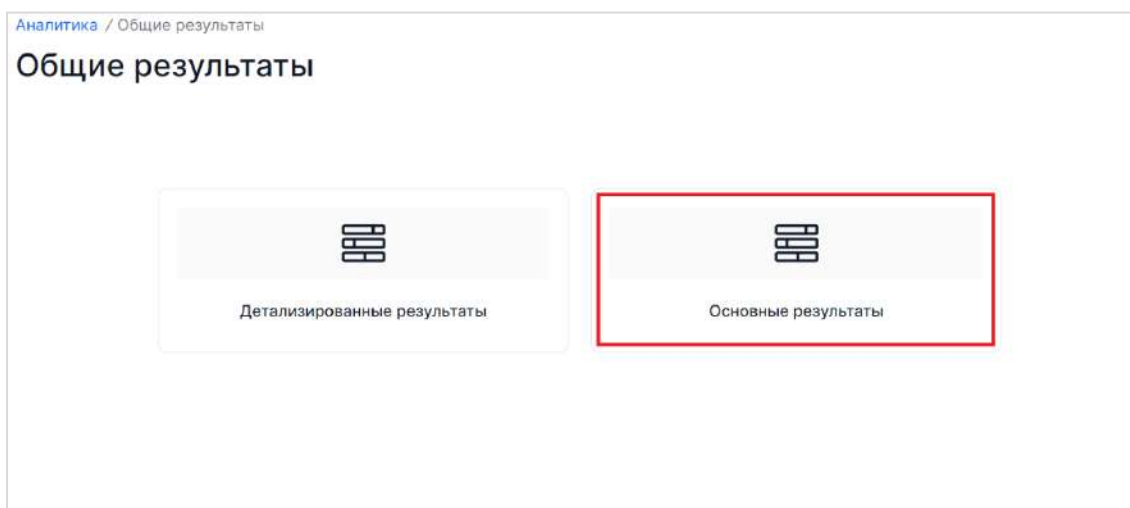 Аналитика / Общие результаты
Общие результаты
Детализированные результаты
Основные результаты